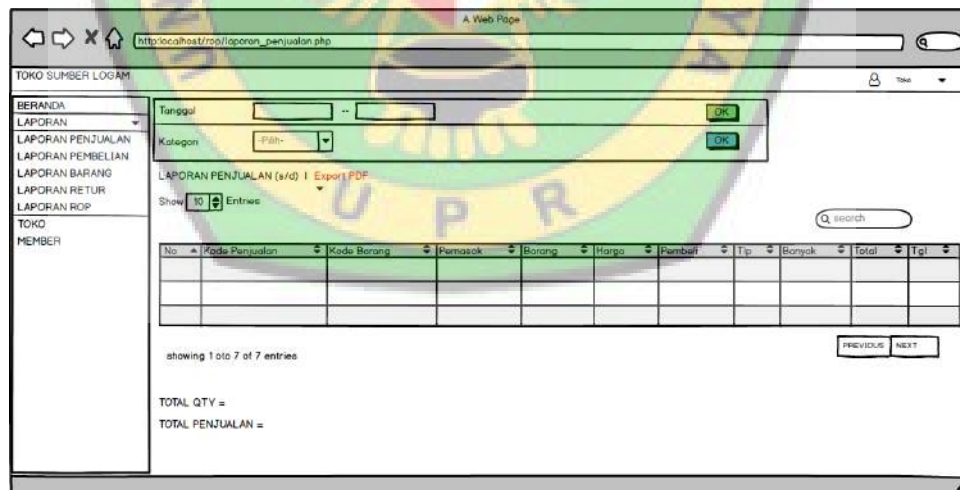 A Web Page
http:localhost/rop/laporan_penjualan.php
TOKO SUMBER LOGAM
Toko
BERANDA
LAPORAN
LAPORAN PENJUALAN
LAPORAN PEMBELIAN
LAPORAN BARANG
LAPORAN RETUR
LAPORAN ROP
TOKO
MEMBER
Tanggal -- OK
Kategori -Pilih- OK
LAPORAN PENJUALAN (s/d) | Export PDF
Show 10 Entries
search
No Kode Penjualan Kode Barang Pemasok Barang Harga Pembeli Tlp Banyak Total Tgl
showing 1 oto 7 of 7 entries
PREVIOUS NEXT
TOTAL QTY =
TOTAL PENJUALAN =
UPR